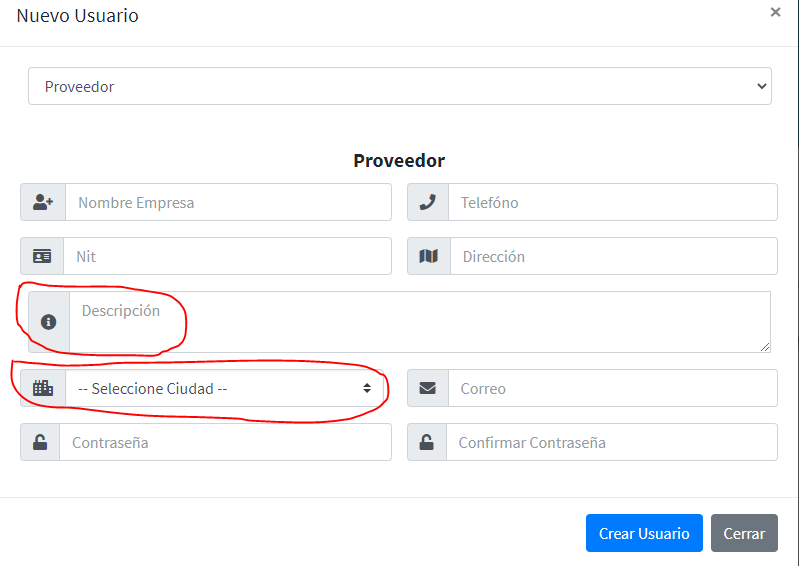 Nuevo Usuario ×
Proveedor
Proveedor
Nombre Empresa Telefóno
Nit Dirección
Descripción
-- Seleccione Ciudad -- Correo
Contraseña Confirmar Contraseña
Crear Usuario Cerrar